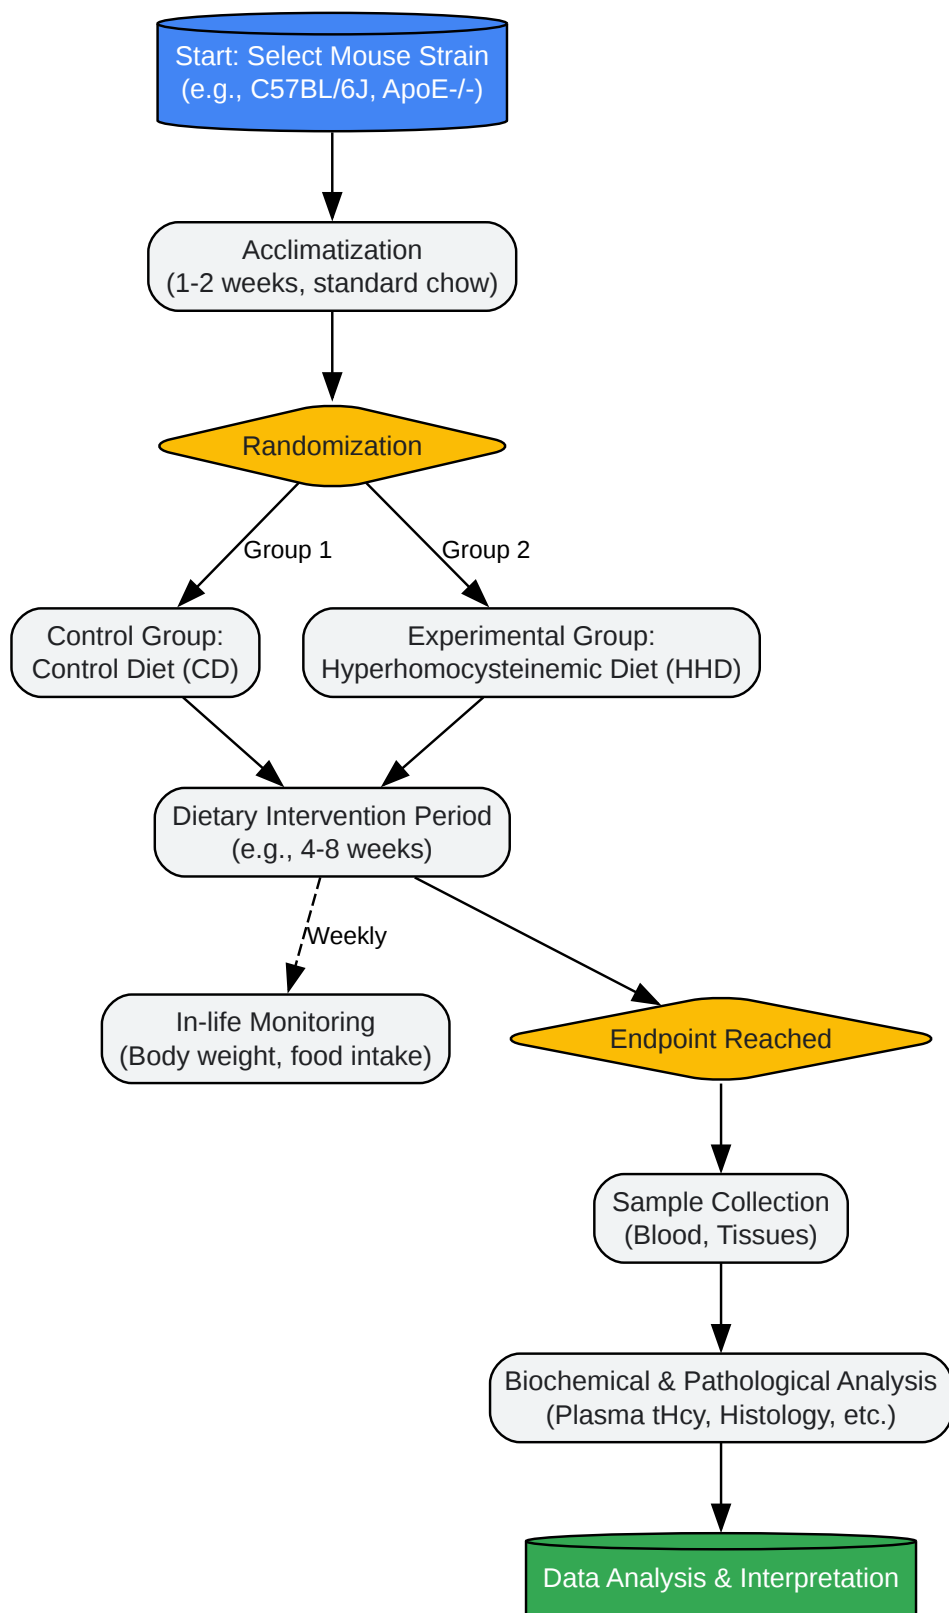 Start: Select Mouse Strain
(e.g., C57BL/6J, ApoE-/-)
Acclimatization
(1-2 weeks, standard chow)
Randomization
Group 1
Group 2
Control Group:
Control Diet (CD)
Experimental Group:
Hyperhomocysteinemic Diet (HHD)
Dietary Intervention Period
(e.g., 4-8 weeks)
Weekly
In-life Monitoring
(Body weight, food intake)
Endpoint Reached
Sample Collection
(Blood, Tissues)
Biochemical & Pathological Analysis
(Plasma tHcy, Histology, etc.)
Data Analysis & Interpretation